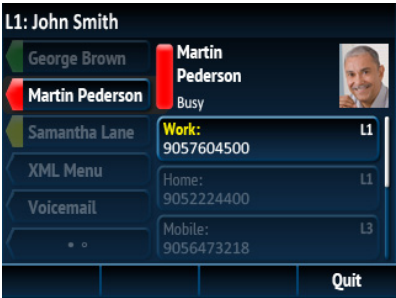 L1: John Smith
George Brown
Martin Pederson
Samantha Lane
XML Menu
Voicemail
Martin
Pederson
Busy
Work: L1
9057604500
Home: L1
9052224400
Mobile: L3
9056473218
Quit